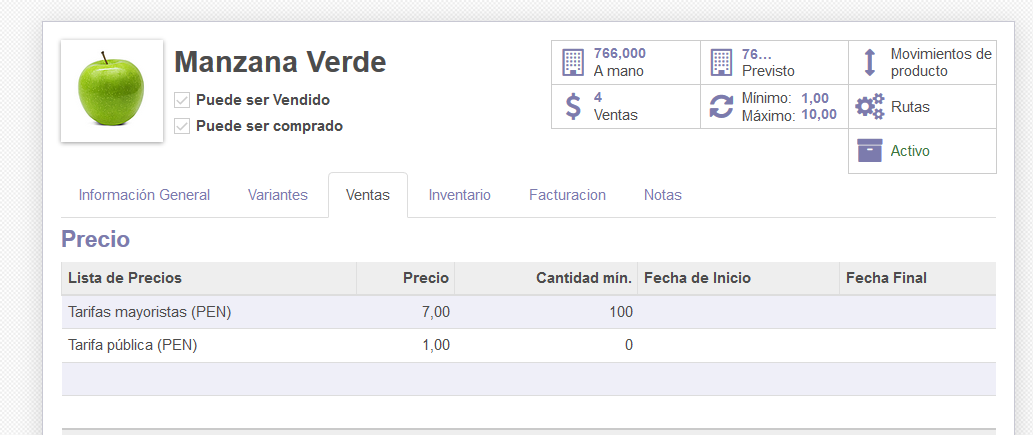 Manzana Verde
Puede ser Vendido
Puede ser comprado
766,000
A mano
76...
Previsto
Movimientos de
producto
4
Ventas
Mínimo: 1,00
Máximo: 10,00
Rutas
Activo
Información General Variantes Ventas Inventario Facturacion Notas
Precio
Lista de Precios Precio Cantidad mín. Fecha de Inicio Fecha Final
Tarifas mayoristas (PEN) 7,00 100
Tarifa pública (PEN) 1,00 0